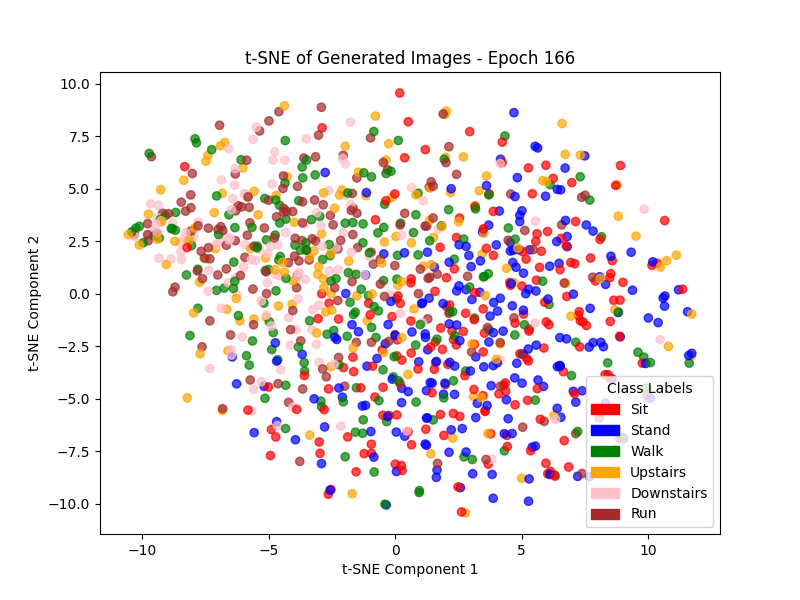 t-SNE of Generated Images - Epoch 166
t-SNE Component 2
10.0
7.5
5.0
2.5
0.0
−2.5
−5.0
−7.5
−10.0
Class Labels
Sit
Stand
Walk
Upstairs
Downstairs
Run
−10
−5
0
5
10
t-SNE Component 1